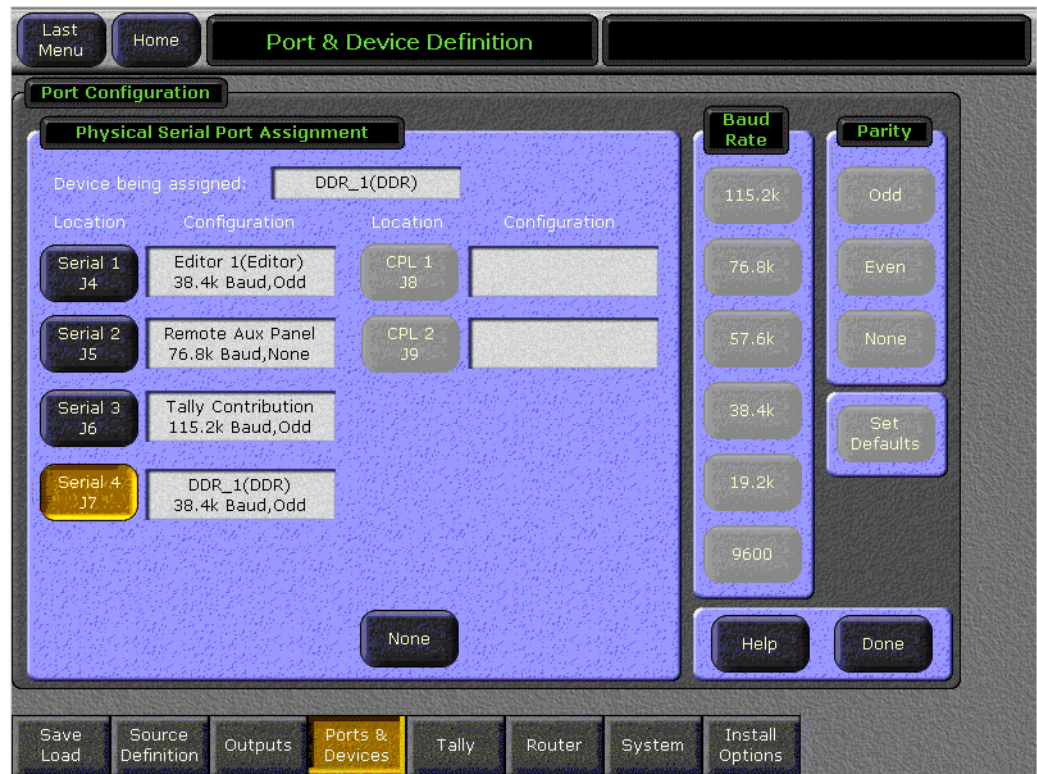 Last
Menu
Home
Port & Device Definition
Port Configuration
Physical Serial Port Assignment
Device being assigned:
DDR_1(DDR)
Location
Configuration
Location
Configuration
Serial 1
J4
Editor 1(Editor)
38.4k Baud,Odd
CPL 1
J8
Serial 2
J5
Remote Aux Panel
76.8k Baud,None
CPL 2
J9
Serial 3
J6
Tally Contribution
115.2k Baud,Odd
Serial 4
J7
DDR_1(DDR)
38.4k Baud,Odd
None
Baud
Rate
115.2k
76.8k
57.6k
38.4k
19.2k
9600
Parity
Odd
Even
None
Set
Defaults
Help
Done
Save
Load
Source
Definition
Outputs
Ports &
Devices
Tally
Router
System
Install
Options